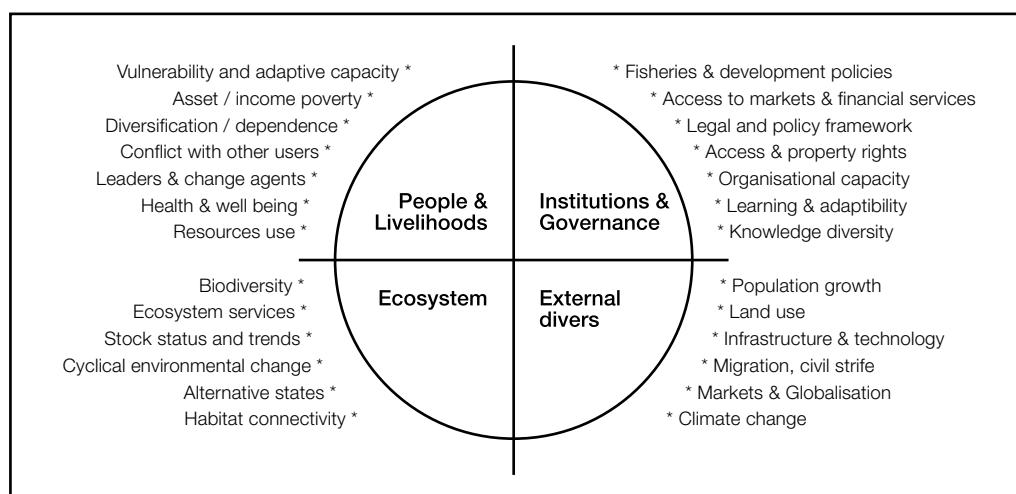 Vulnerability and adaptive capacity *
Asset / income poverty *
Diversification / dependence *
Conflict with other users *
Leaders & change agents *
Health & well being *
Resources use *
People &
Livelihoods
* Fisheries & development policies
* Access to markets & financial services
* Legal and policy framework
* Access & property rights
* Organisational capacity
* Learning & adaptibility
* Knowledge diversity
Institutions &
Governance
Biodiversity *
Ecosystem services *
Stock status and trends *
Cyclical environmental change *
Alternative states *
Habitat connectivity *
Ecosystem
External
divers
* Population growth
* Land use
* Infrastructure & technology
* Migration, civil strife
* Markets & Globalisation
* Climate change